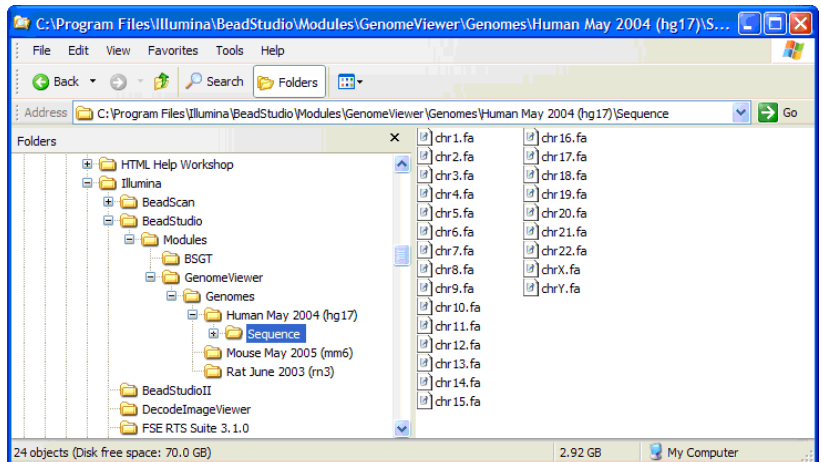 C:\Program Files\Illumina\BeadStudio\Modules\GenomeViewer\Genomes\Human May 2004 (hg17)\S...
File Edit View Favorites Tools Help
Back Search Folders
Address C:\Program Files\Illumina\BeadStudio\Modules\GenomeViewer\Genomes\Human May 2004 (hg17)\Sequence Go
Folders
HTML Help Workshop
Illumina
BeadScan
BeadStudio
Modules
BSGT
GenomeViewer
Genomes
Human May 2004 (hg17)
Sequence
Mouse May 2005 (mm6)
Rat June 2003 (rn3)
BeadStudioII
DecodeImageViewer
FSE RTS Suite 3.1.0
chr1.fa
chr2.fa
chr3.fa
chr4.fa
chr5.fa
chr6.fa
chr7.fa
chr8.fa
chr9.fa
chr10.fa
chr11.fa
chr12.fa
chr13.fa
chr14.fa
chr15.fa
chr16.fa
chr17.fa
chr18.fa
chr19.fa
chr20.fa
chr21.fa
chr22.fa
chrX.fa
chrY.fa
24 objects (Disk free space: 70.0 GB) 2.92 GB My Computer